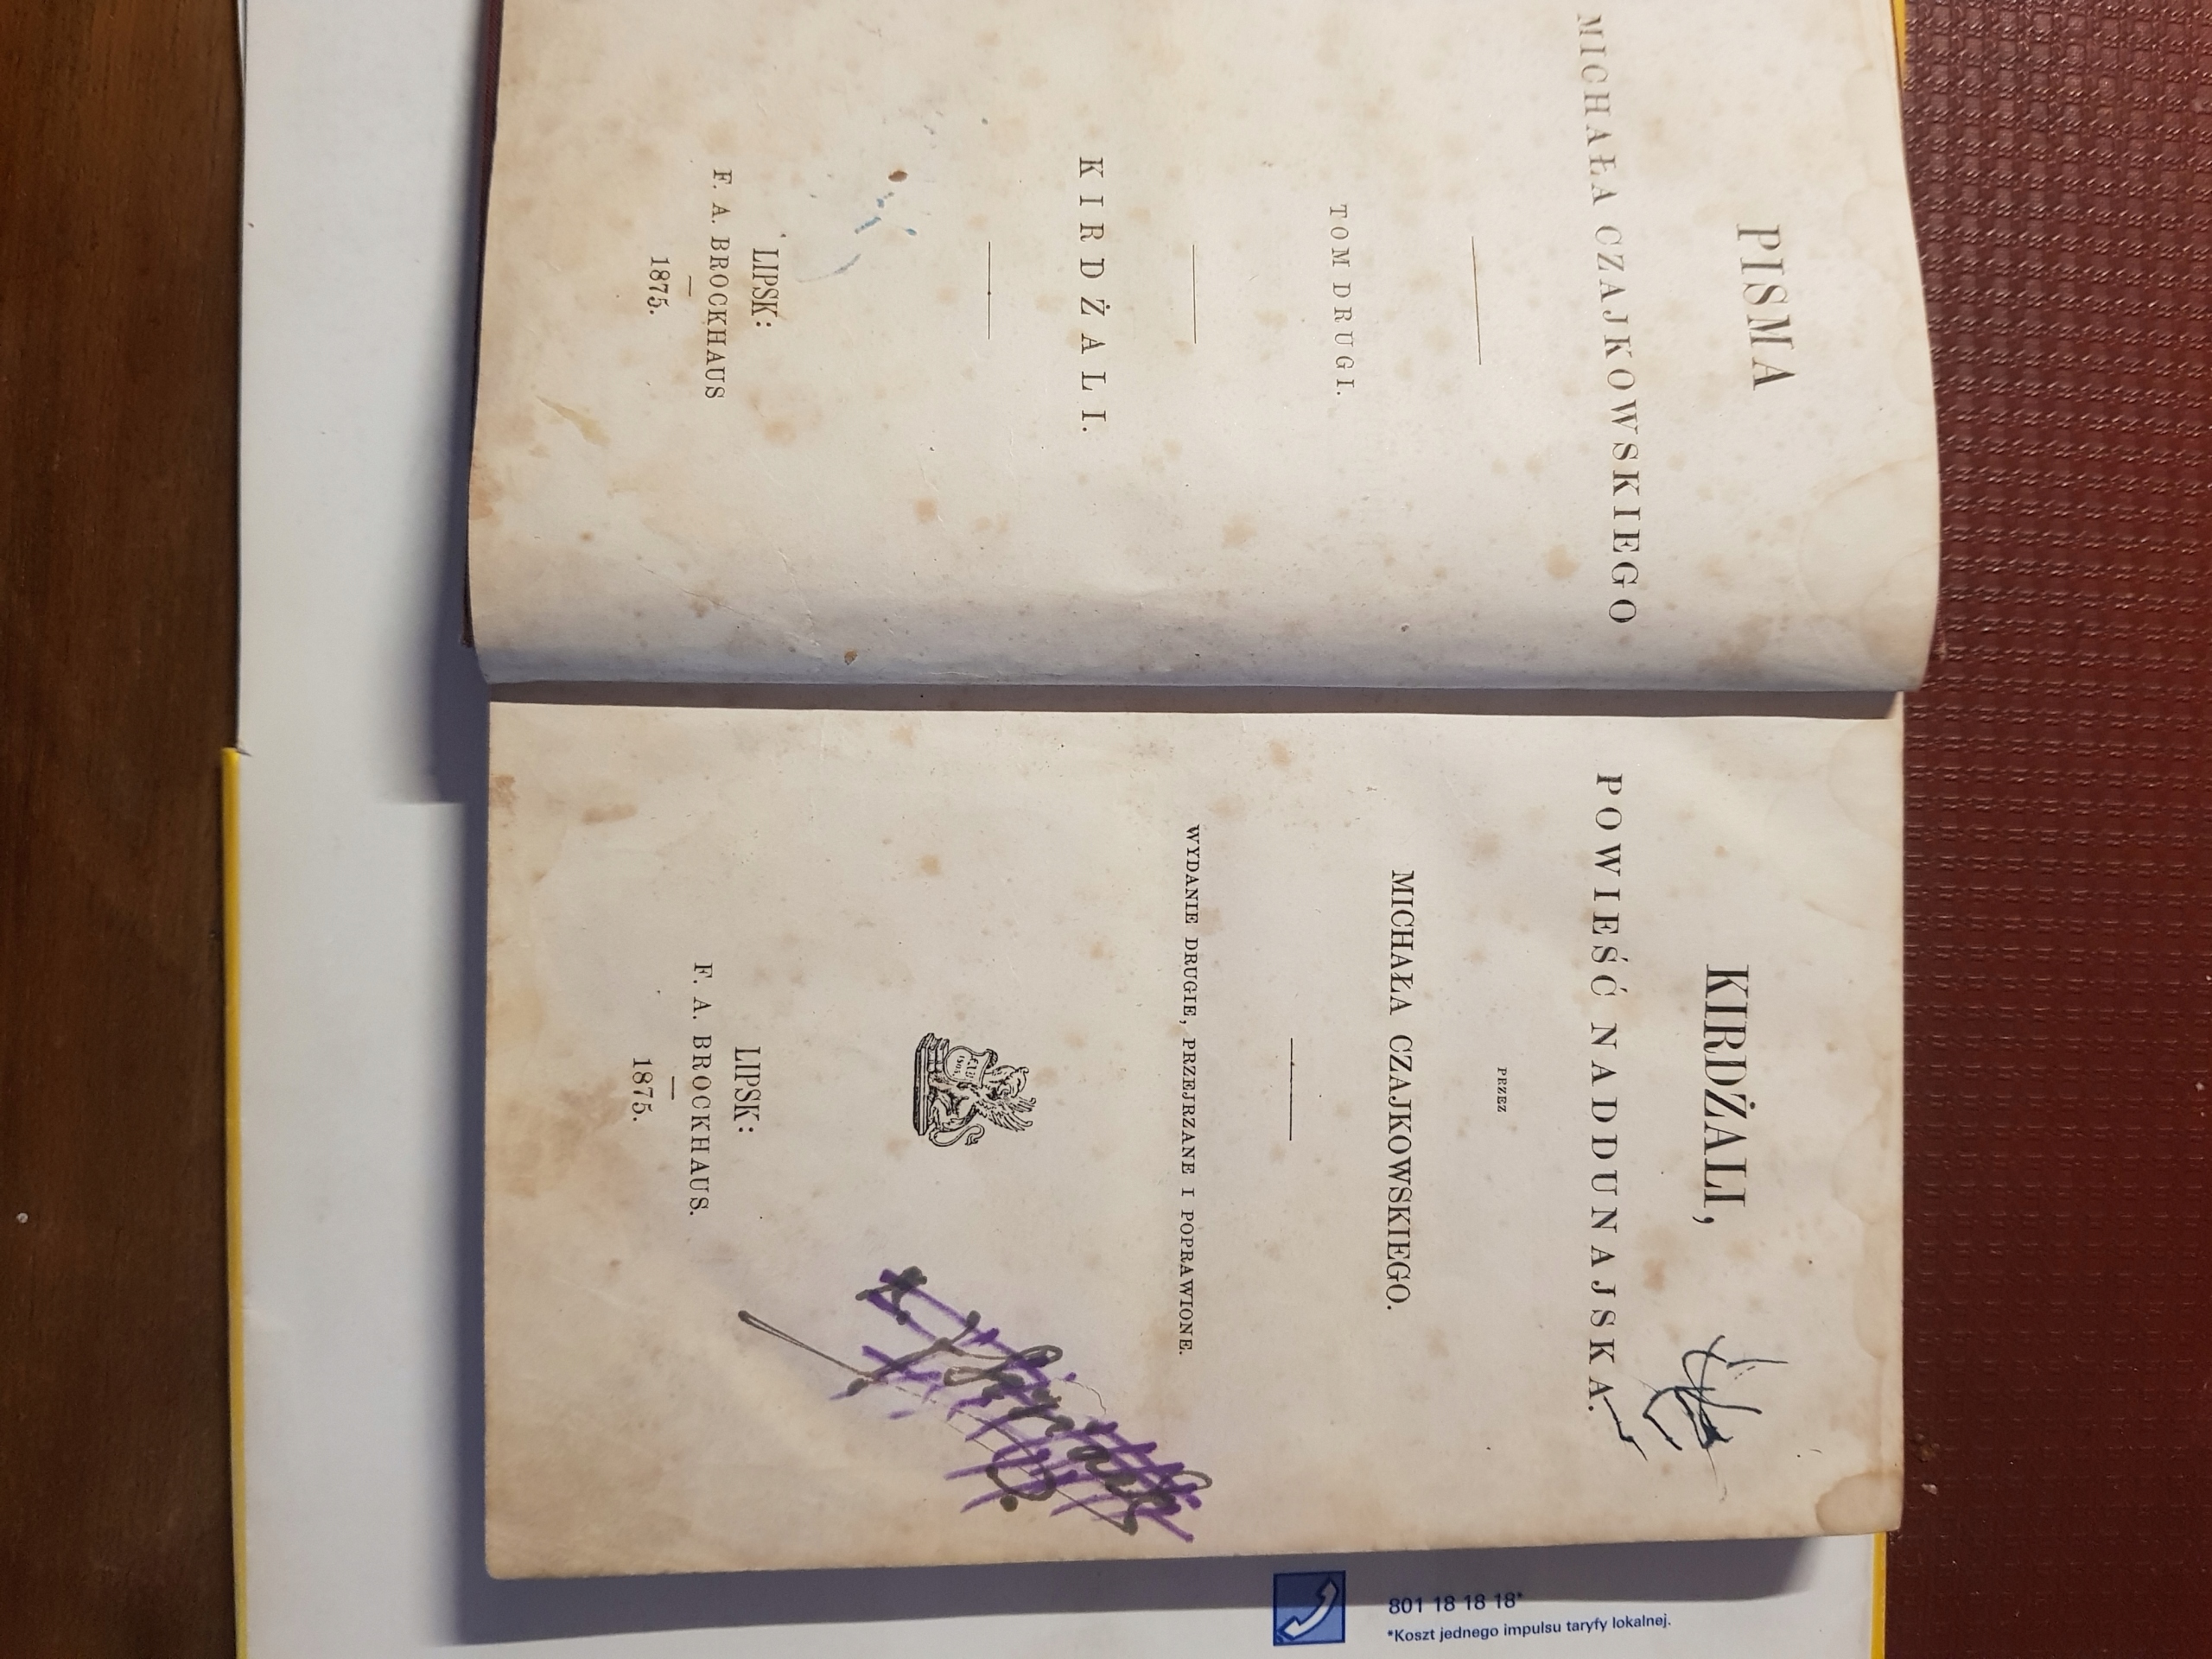 PISMA
MICHAŁA CZAJKOWSKIEGO
TOM DRUGI.
KIRDŻALI.
LIPSK:
F. A. BROCKHAUS
1875.
KIRDŻALI,
POWIEŚĆ NADDUNAJSKA.
PRZEZ
MICHAŁA CZAJKOWSKIEGO.
WYDANIE DRUGIE, PRZEJRZANE I POPRAWIONE.
LIPSK:
F. A. BROCKHAUS.
1875.
801 18 18 18*
*Koszt jednego impulsu taryfy lokalnej.